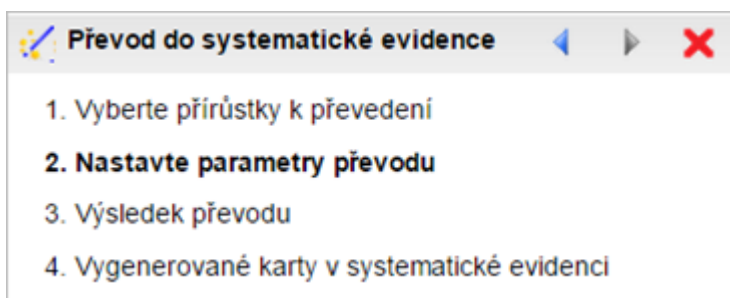 Převod do systematické evidence
1. Vyberte přírůstky k převedení
2. Nastavte parametry převodu
3. Výsledek převodu
4. Vygenerované karty v systematické evidenci